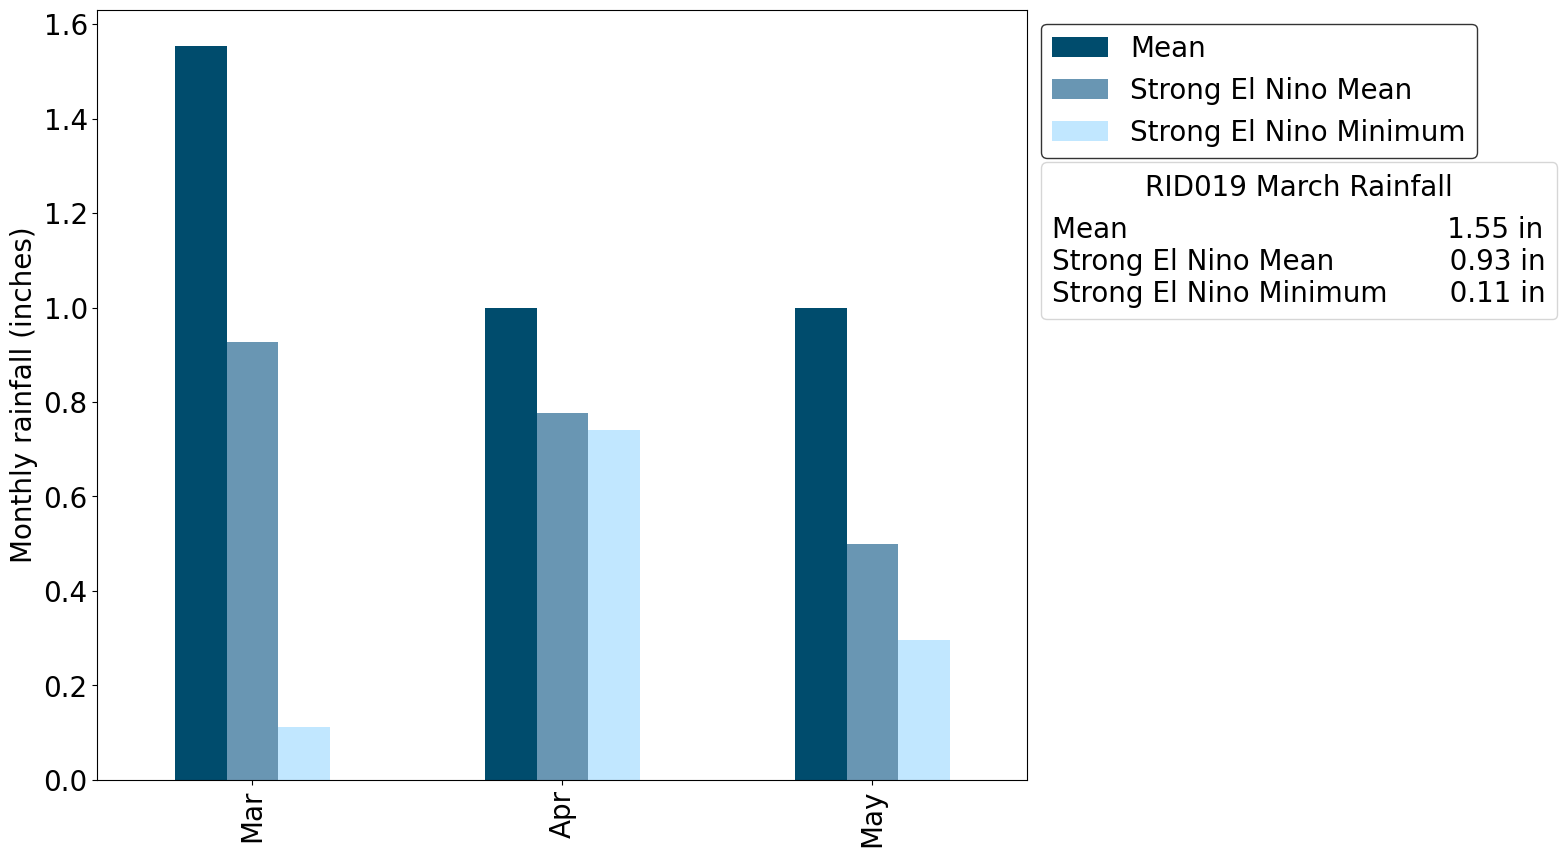 1.6
1.4
1.2
1.0
0.8
0.6
0.4
0.2
0.0
Monthly rainfall (inches)
Mar
Apr
May
Mean
Strong El Nino Mean
Strong El Nino Minimum
RID019 March Rainfall
Mean 1.55 in
Strong El Nino Mean 0.93 in
Strong El Nino Minimum 0.11 in